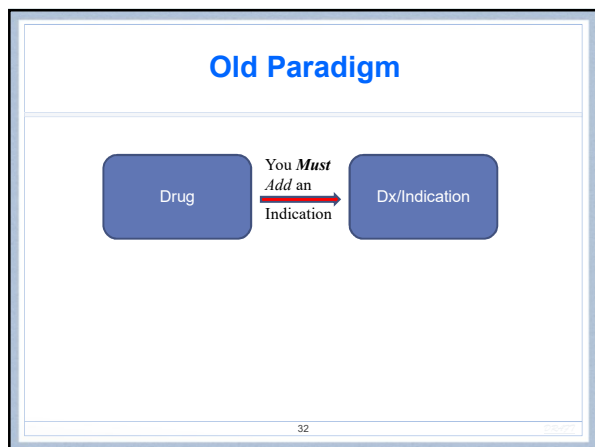 Old Paradigm
Drug
You Must
Add an
Indication
Dx/Indication
32